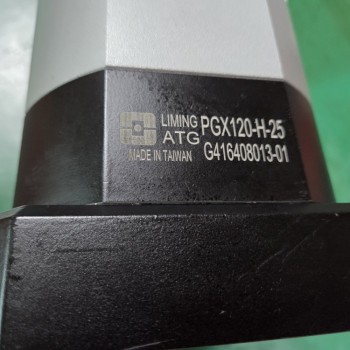 LIMING PGX120-H-25
ATG
MADE IN TAIWAN G416408013-01